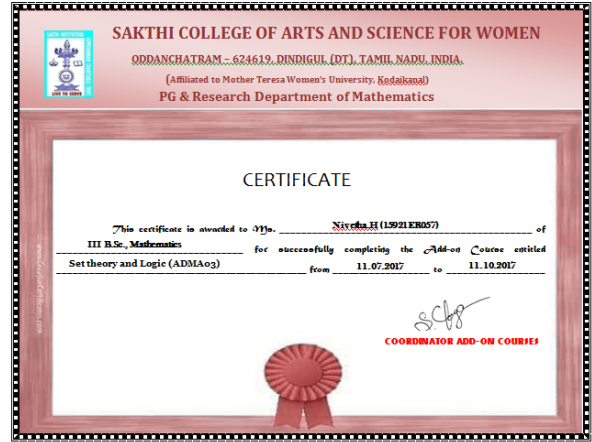 SAKTHI COLLEGE OF ARTS AND SCIENCE FOR WOMEN
ODDANCHATRAM – 624619, DINDIGUL (DT), TAMIL NADU, INDIA.
(Affiliated to Mother Teresa Women's University, Kodaikanal)
PG & Research Department of Mathematics
LIVE TO SERVE
CERTIFICATE
This certificate is awarded to Ms. Nivetha.H (15921ER057) of
III B.Sc., Mathematics for successfully completing the Add-on Course entitled
Set theory and Logic (ADMA03) from 11.07.2017 to 11.10.2017
COORDINATOR ADD-ON COURSES